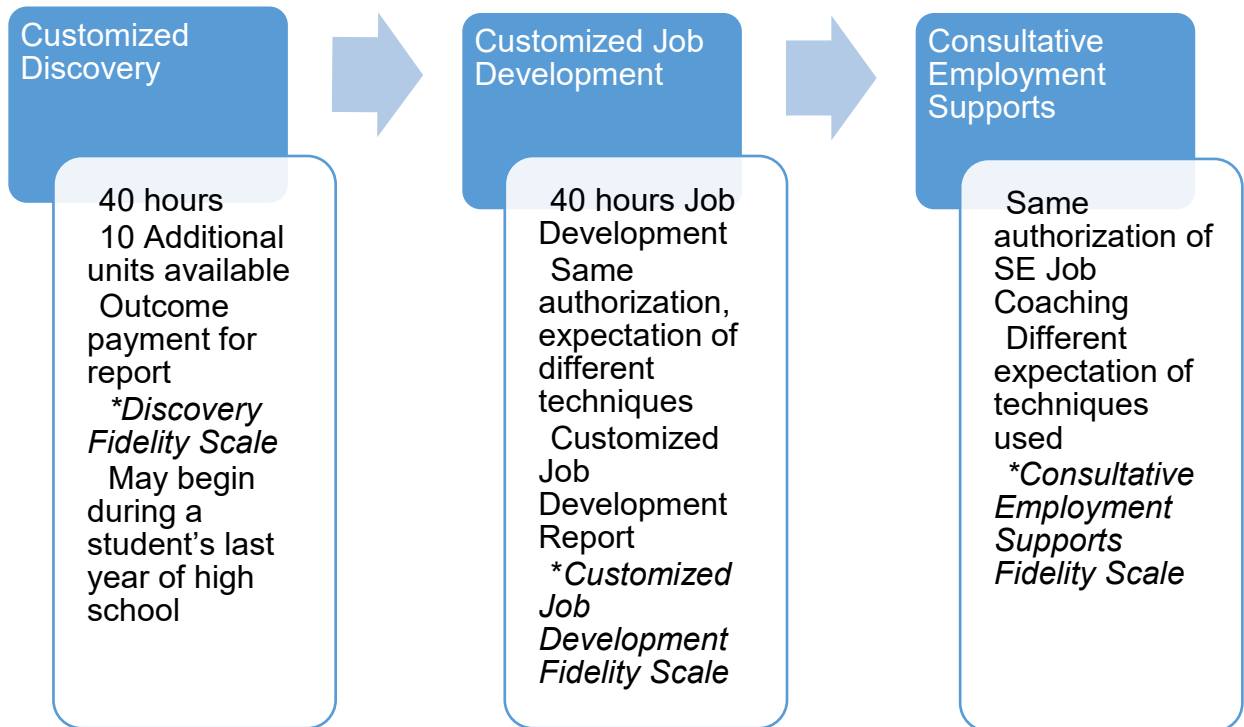 Customized
Discovery
40 hours
10 Additional
units available
Outcome
payment for
report
*Discovery
Fidelity Scale
May begin
during a
student’s last
year of high
school
Customized Job
Development
40 hours Job
Development
Same
authorization,
expectation of
different
techniques
Customized
Job
Development
Report
*Customized
Job
Development
Fidelity Scale
Consultative
Employment
Supports
Same
authorization of
SE Job
Coaching
Different
expectation of
techniques
used
*Consultative
Employment
Supports
Fidelity Scale